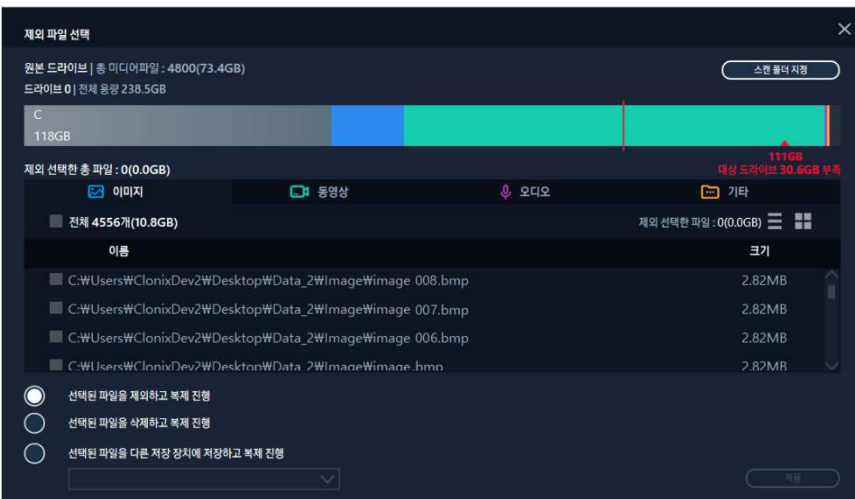 제외 파일 선택
원본 드라이브 | 총 미디어파일 : 4800(73.4GB)
스캔 폴더 지정
드라이브 0 | 전체 용량 238.5GB
C
118GB
111GB
제외 선택한 총 파일 : 0(0.0GB)
대상 드라이브 30.6GB 부족
이미지 동영상 오디오 기타
전체 4556개(10.8GB) 제외 선택한 파일 : 0(0.0GB)
이름 크기
C:₩Users₩ClonixDev2₩Desktop₩Data_2₩Image₩image 008.bmp 2.82MB
C:₩Users₩ClonixDev2₩Desktop₩Data_2₩Image₩image 007.bmp 2.82MB
C:₩Users₩ClonixDev2₩Desktop₩Data_2₩Image₩image 006.bmp 2.82MB
C:₩Users₩ClonixDev2₩Desktop₩Data_2₩Image₩image.bmp 2.82MB
선택된 파일을 제외하고 복제 진행
선택된 파일을 삭제하고 복제 진행
선택된 파일을 다른 저장 장치에 저장하고 복제 진행
적용